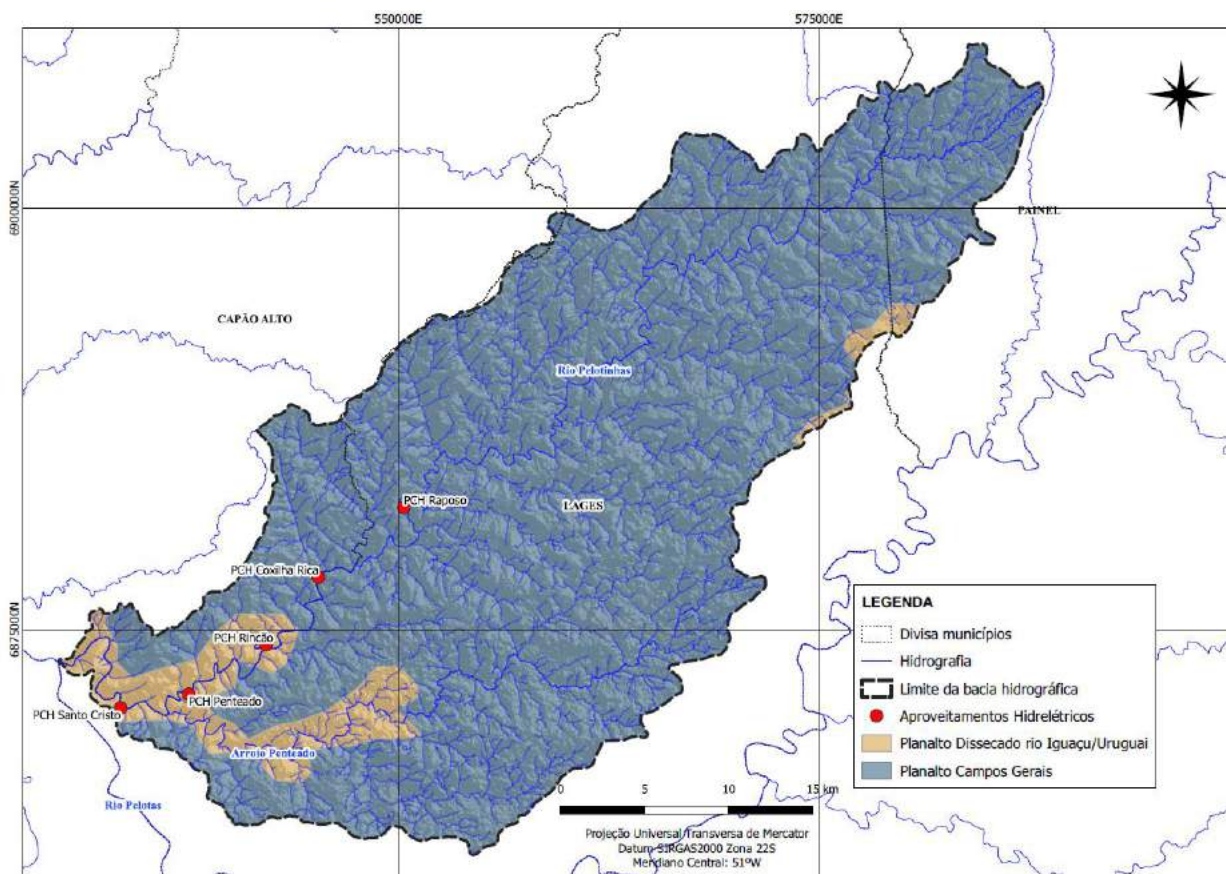 550000E
575000E
6900000N
PAINEL
CAPÃO ALTO
Rio Pelotinhas
PCH Raposo
LAGES
PCH Coxilha Rica
6875000N
PCH Rincão
PCH Penteado
PCH Santo Cristo
Arroio Penteado
Rio Pelotas
LEGENDA
Divisa municípios
Hidrografia
Limite da bacia hidrográfica
Aproveitamentos Hidrelétricos
Planalto Dissecado rio Iguaçu/Uruguai
Planalto Campos Gerais
0 5 10 15 km
Projeção Universal Transversa de Mercator
Datum SIRGAS2000 Zona 22S
Meridiano Central: 51ºW